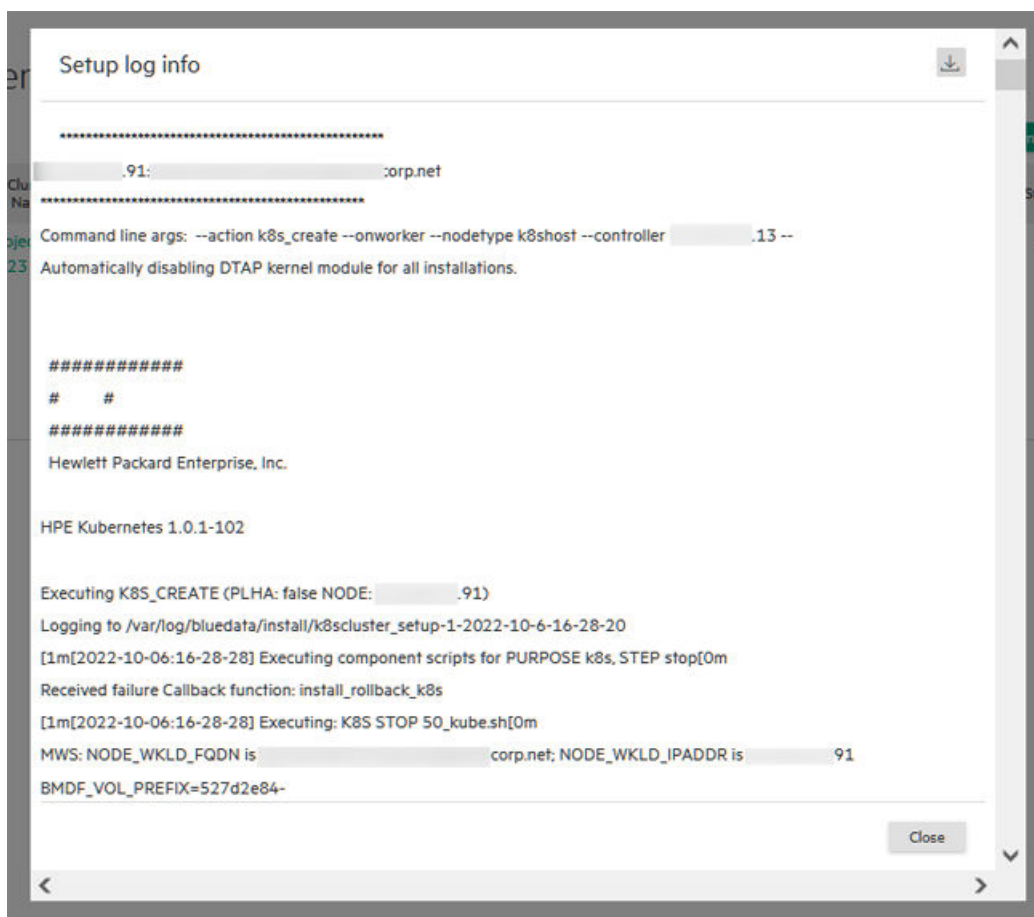 Setup log info
**************************************************
.91: corp.net
**************************************************
Command line args: --action k8s_create --onworker --nodetype k8shost --controller .13 --
Automatically disabling DTAP kernel module for all installations.
############
# #
############
Hewlett Packard Enterprise, Inc.
HPE Kubernetes 1.0.1-102
Executing K8S_CREATE (PLHA: false NODE: .91)
Logging to /var/log/bluedata/install/k8scluster_setup-1-2022-10-6-16-28-20
[1m[2022-10-06:16-28-28] Executing component scripts for PURPOSE k8s, STEP stop[0m
Received failure Callback function: install_rollback_k8s
[1m[2022-10-06:16-28-28] Executing: K8S STOP 50_kube.sh[0m
MWS: NODE_WKLD_FQDN is corp.net; NODE_WKLD_IPADDR is 91
BMDF_VOL_PREFIX=527d2e84-
Close